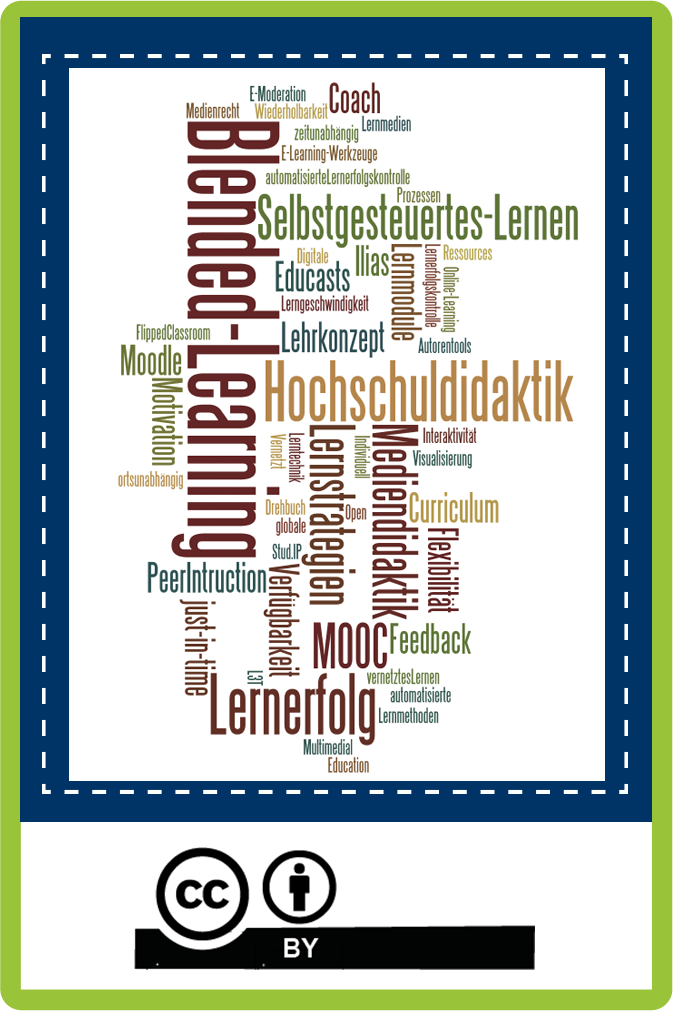 E-Moderation
Coach
Medienrecht
Wiederholbarkeit
Lernmedien
zeitunabhängig
E-Learning-Werkzeuge
Blended-Learning
automatisierteLernerfolgskontrolle
Prozessen
Selbstgesteuertes-Lernen
Digitale
Ilias
Lernmodule
Lernerfolgskontrolle
Ressources
Online-Learning
Educasts
Lerngeschwindigkeit
FlippedClassroom
Lehrkonzept
Autorentools
Moodle
Motivation
Hochschuldidaktik
ortsunabhängig
Vernetzt
Lerntechnik
Lernstrategien
Individuell
Mediendidaktik
Interaktivität
Visualisierung
Drehbuch
globale
Open
Curriculum
Stud.IP
Flexibilität
PeerIntruction
Verfügbarkeit
just-in-time
MOOC
Feedback
L3T
vernetztesLernen
Lernerfolg
automatisierte
Lernmethoden
Multimedial
Education
cc
BY